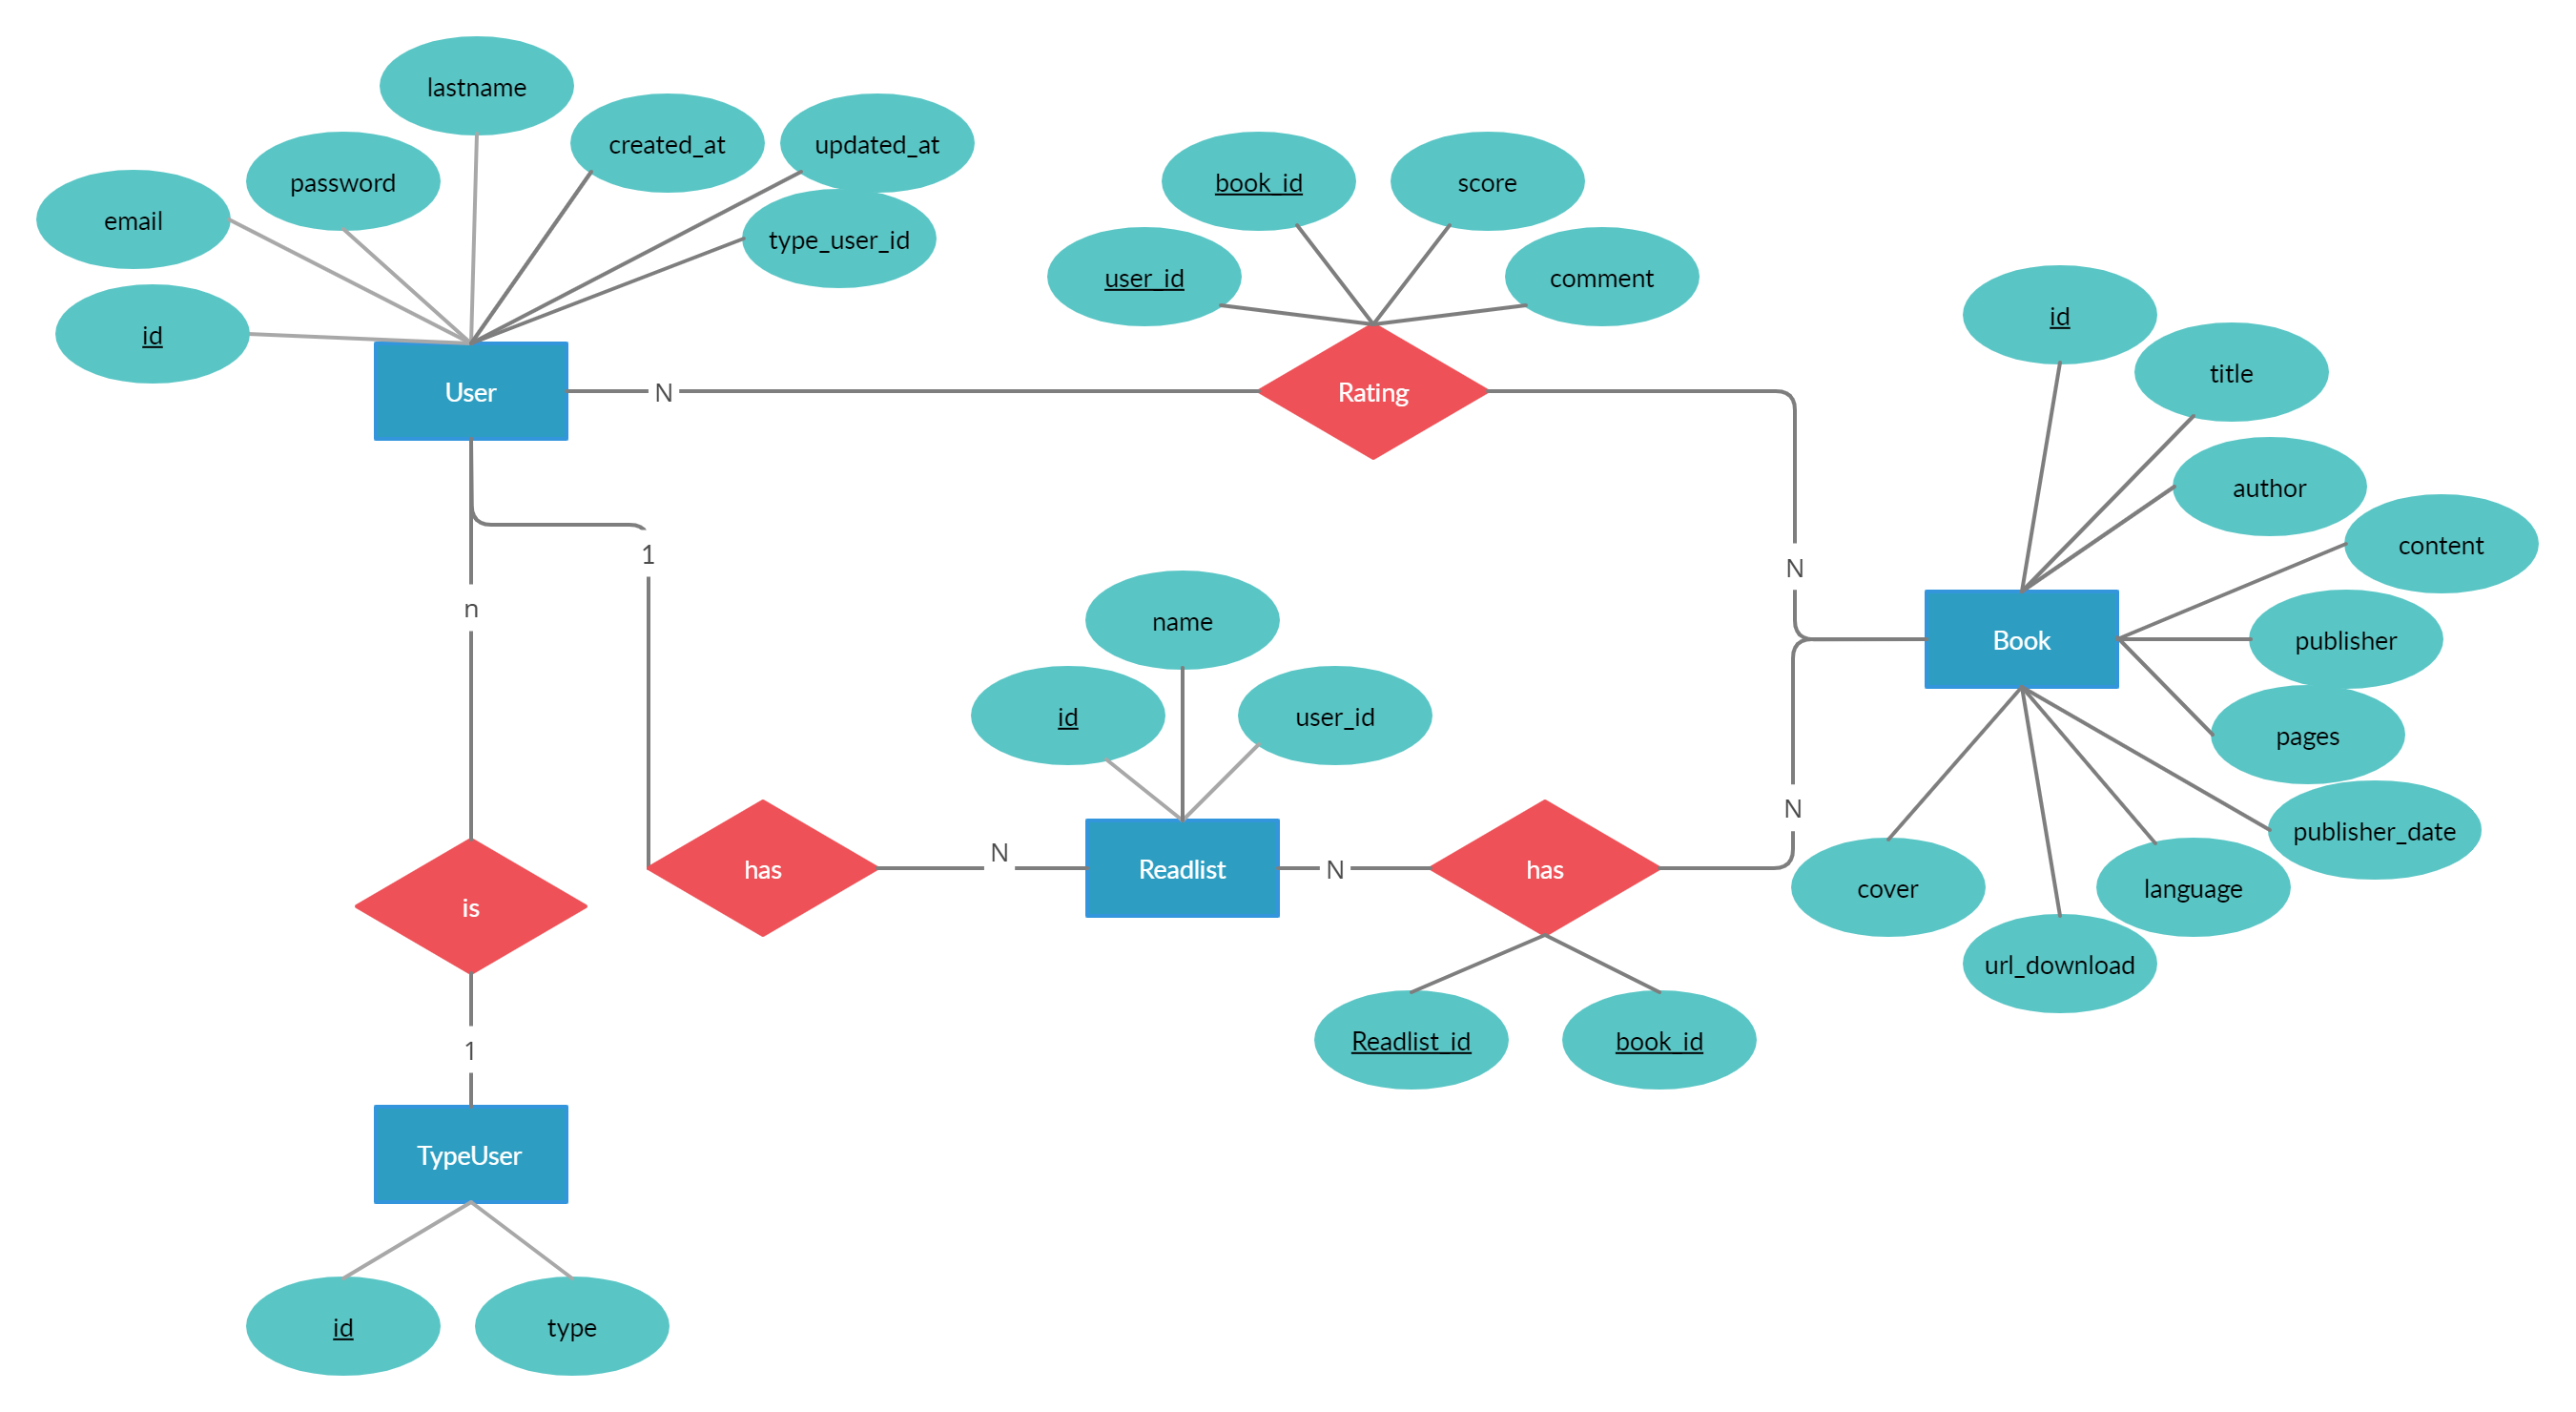 lastname
created_at
updated_at
password
book_id
score
email
type_user_id
user_id
comment
id
id
title
User
N
Rating
author
content
1
N
n
name
publisher
Book
id
user_id
pages
N
publisher_date
N
has
Readlist
N
has
cover
language
is
url_download
Readlist_id
book_id
1
TypeUser
id
type